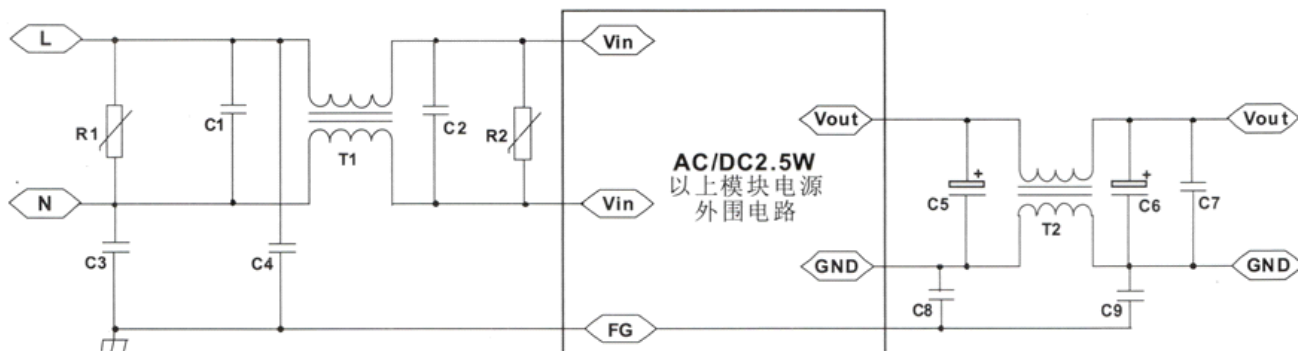 L
Vin
R1
C1
C2
R2
T1
Vout
Vout
AC/DC2.5W
以上模块电源
外围电路
C5
C6
C7
T2
N
Vin
C3
C4
GND
GND
C8
C9
FG